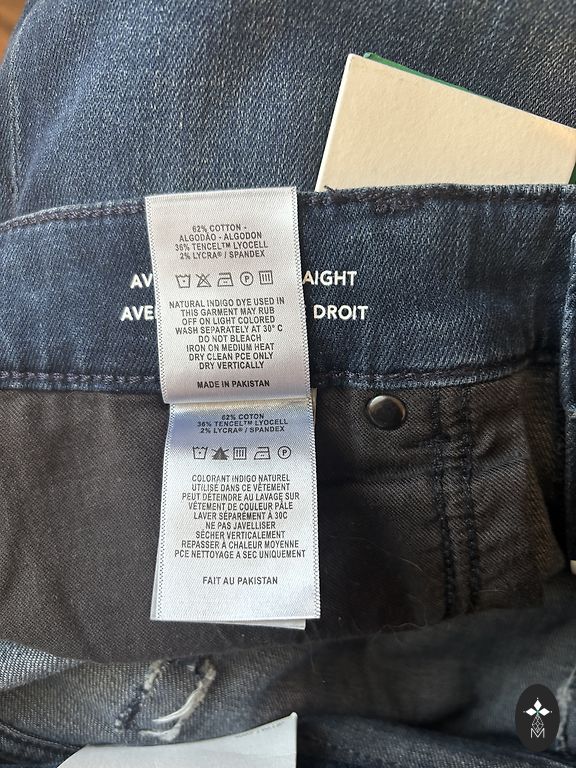 62% COTTON -
ALGODÃO - ALGODON
36% TENCEL™ LYOCELL
2% LYCRA® / SPANDEX
AIGHT
DROIT
NATURAL INDIGO DYE USED IN
THIS GARMENT MAY RUB
OFF ON LIGHT COLORED
WASH SEPARATELY AT 30° C
DO NOT BLEACH
IRON ON MEDIUM HEAT
DRY CLEAN PCE ONLY
DRY VERTICALLY
MADE IN PAKISTAN
62% COTON
36% TENCEL™ LYOCELL
2% LYCRA® / SPANDEX
COLORANT INDIGO NATUREL
UTILISÉ DANS CE VÊTEMENT
PEUT DÉTEINDRE AU LAVAGE SUR
VÊTEMENT DE COULEUR PÂLE
LAVER SÉPARÉMENT À 30C
NE PAS JAVELLISER
SÉCHER VERTICALEMENT
REPASSER À CHALEUR MOYENNE
PCE NETTOYAGE A SEC UNIQUEMENT
FAIT AU PAKISTAN